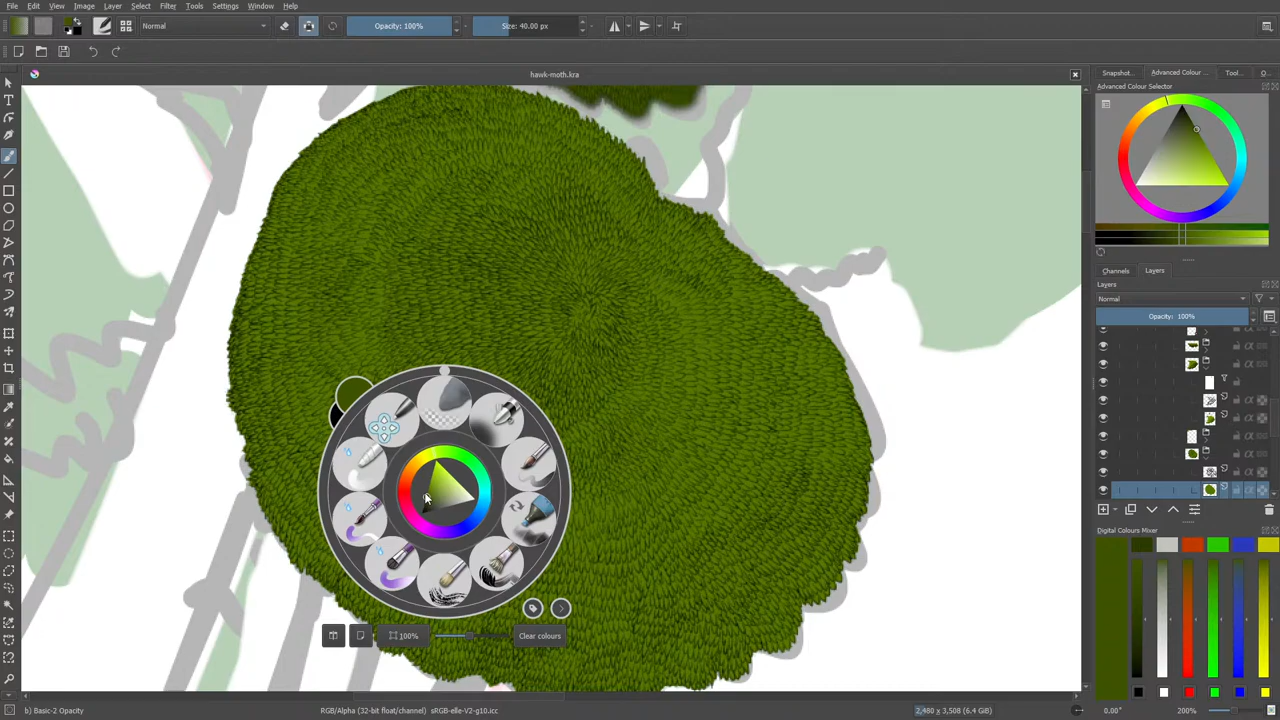 File Edit View Image Layer Select Filter Tools Settings Window Help
Normal Opacity: 100% Size: 40.00 px
hawk-moth.kra
Snapshot... Advanced Colour ... Tool... O...
Advanced Colour Selector
Channels Layers
Layers
Normal
Opacity: 100%
Digital Colours Mixer
100% Clear colours
b) Basic-2 Opacity RGB/Alpha (32-bit float/channel) sRGB-elle-V2-g10.icc 2,480 x 3,508 (6.4 GiB) 0.00° 200%